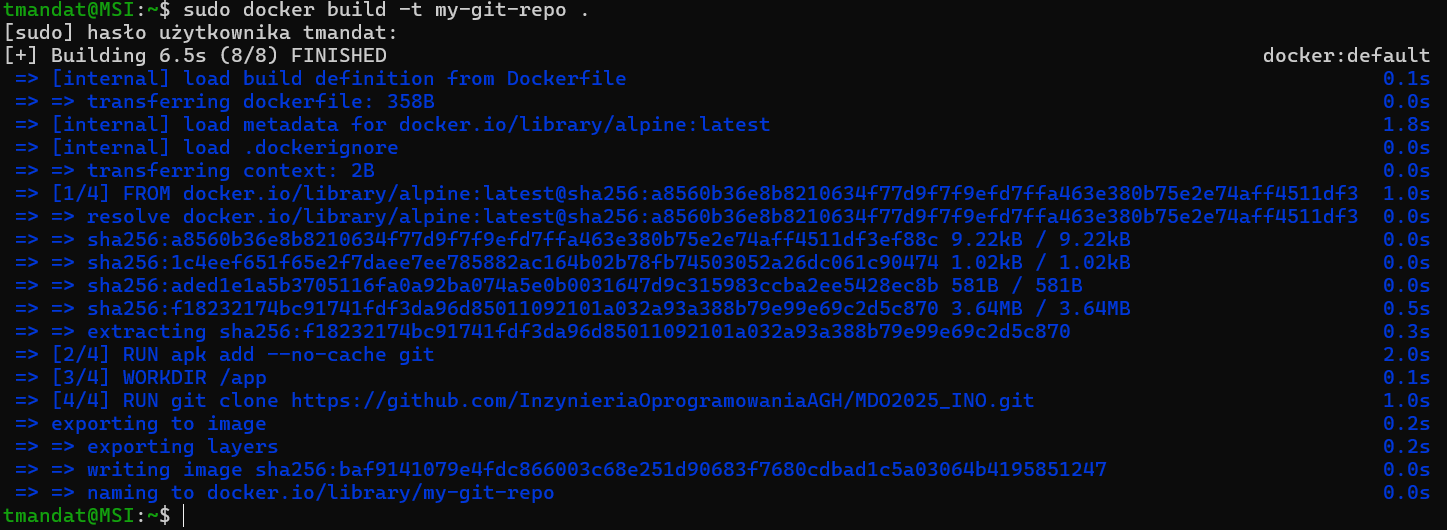 tmandat@MSI:~$ sudo docker build -t my-git-repo .
[sudo] hasło użytkownika tmandat:
[+] Building 6.5s (8/8) FINISHED docker:default
=> [internal] load build definition from Dockerfile 0.1s
=> => transferring dockerfile: 358B 0.0s
=> [internal] load metadata for docker.io/library/alpine:latest 1.8s
=> [internal] load .dockerignore 0.0s
=> => transferring context: 2B 0.0s
=> [1/4] FROM docker.io/library/alpine:latest@sha256:a8560b36e8b8210634f77d9f7f9efd7ffa463e380b75e2e74aff4511df3 1.0s
=> => resolve docker.io/library/alpine:latest@sha256:a8560b36e8b8210634f77d9f7f9efd7ffa463e380b75e2e74aff4511df3 0.0s
=> => sha256:a8560b36e8b8210634f77d9f7f9efd7ffa463e380b75e2e74aff4511df3ef88c 9.22kB / 9.22kB 0.0s
=> => sha256:1c4eef651f65e2f7daee7ee785882ac164b02b78fb74503052a26dc061c90474 1.02kB / 1.02kB 0.0s
=> => sha256:aded1e1a5b3705116fa0a92ba074a5e0b0031647d9c315983ccba2ee5428ec8b 581B / 581B 0.0s
=> => sha256:f18232174bc91741fdf3da96d85011092101a032a93a388b79e99e69c2d5c870 3.64MB / 3.64MB 0.5s
=> => extracting sha256:f18232174bc91741fdf3da96d85011092101a032a93a388b79e99e69c2d5c870 0.3s
=> [2/4] RUN apk add --no-cache git 2.0s
=> [3/4] WORKDIR /app 0.1s
=> [4/4] RUN git clone https://github.com/InzynieriaOprogramowaniaAGH/MDO2025_INO.git 1.0s
=> exporting to image 0.2s
=> => exporting layers 0.2s
=> => writing image sha256:baf9141079e4fdc866003c68e251d90683f7680cdbad1c5a03064b4195851247 0.0s
=> => naming to docker.io/library/my-git-repo 0.0s
tmandat@MSI:~$